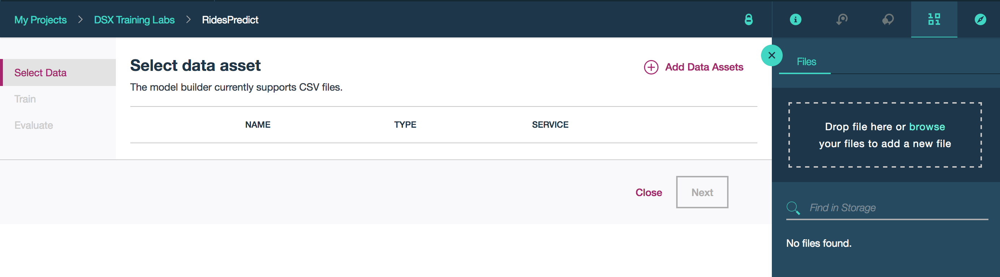 My Projects > DSX Training Labs > RidesPredict
Select Data
Train
Evaluate
Select data asset
Add Data Assets
The model builder currently supports CSV files.
NAME TYPE SERVICE
Close Next
Files
Drop file here or browse
your files to add a new file
Find in Storage
No files found.